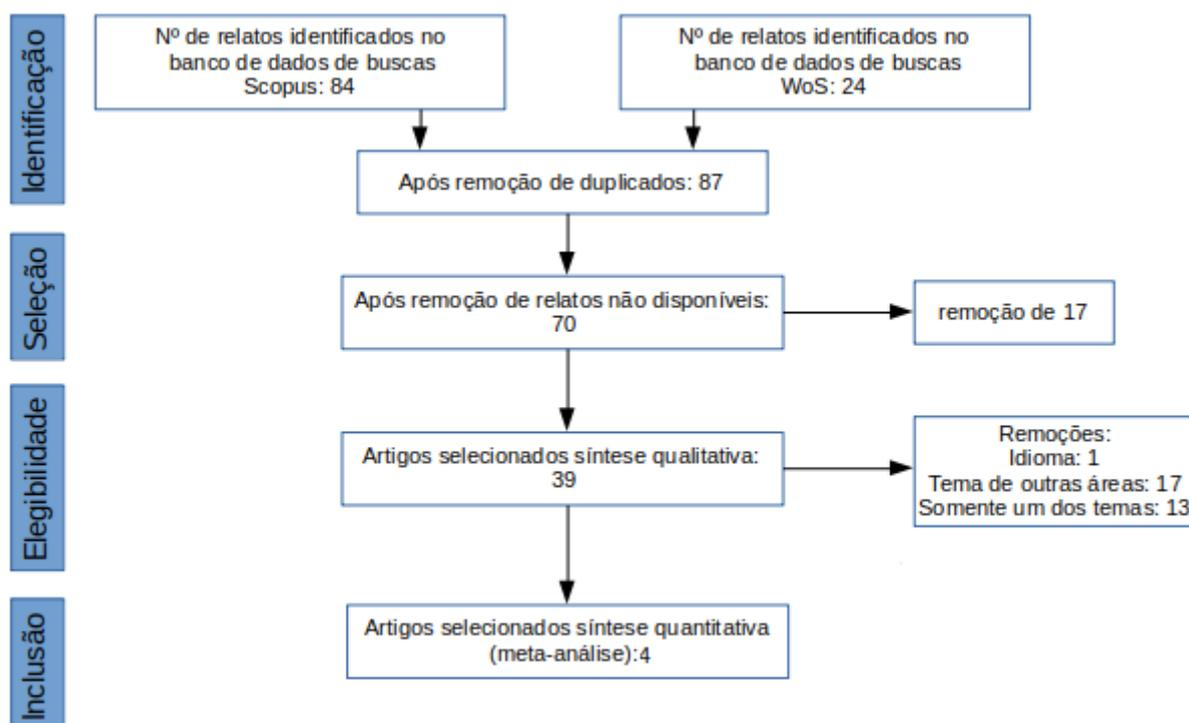 Identificação
Nº de relatos identificados no
banco de dados de buscas
Scopus: 84
Nº de relatos identificados no
banco de dados de buscas
WoS: 24
Após remoção de duplicados: 87
Seleção
Após remoção de relatos não disponíveis:
70
remoção de 17
Elegibilidade
Artigos selecionados síntese qualitativa:
39
Remoções:
Idioma: 1
Tema de outras áreas: 17
Somente um dos temas: 13
Inclusão
Artigos selecionados síntese quantitativa
(meta-análise):4